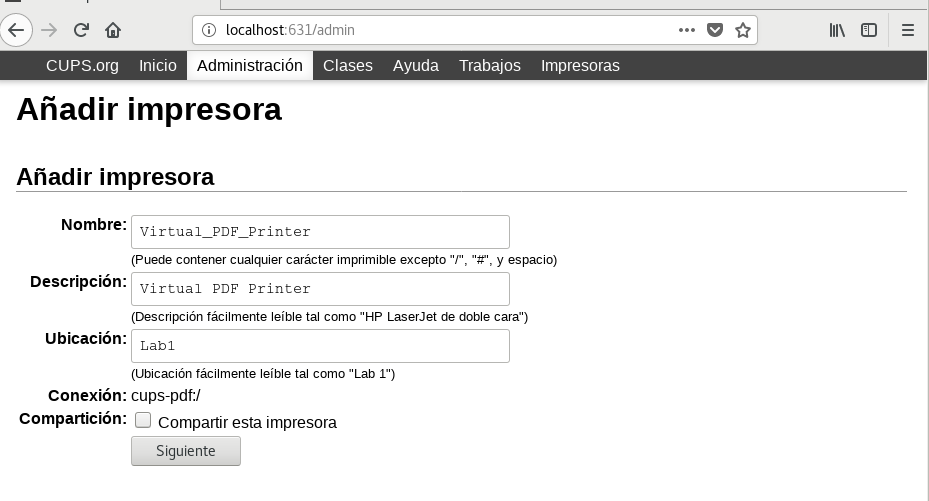 localhost:631/admin
CUPS.org Inicio Administración Clases Ayuda Trabajos Impresoras
Añadir impresora
Añadir impresora
Nombre: Virtual_PDF_Printer
(Puede contener cualquier carácter imprimible excepto "/", "#", y espacio)
Descripción: Virtual PDF Printer
(Descripción fácilmente leíble tal como "HP LaserJet de doble cara")
Ubicación: Lab1
(Ubicación fácilmente leíble tal como "Lab 1")
Conexión: cups-pdf:/
Compartición: Compartir esta impresora
Siguiente